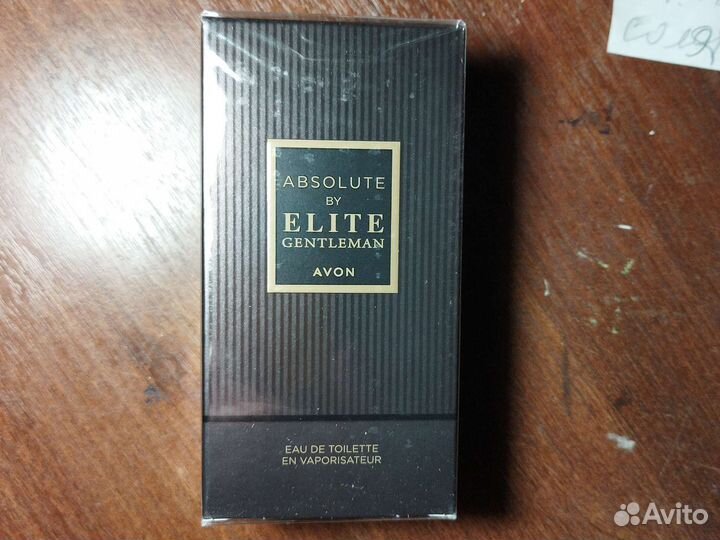 ABSOLUTE
BY
ELITE
GENTLEMAN
AVON
EAU DE TOILETTE
EN VAPORISATEUR
Avito